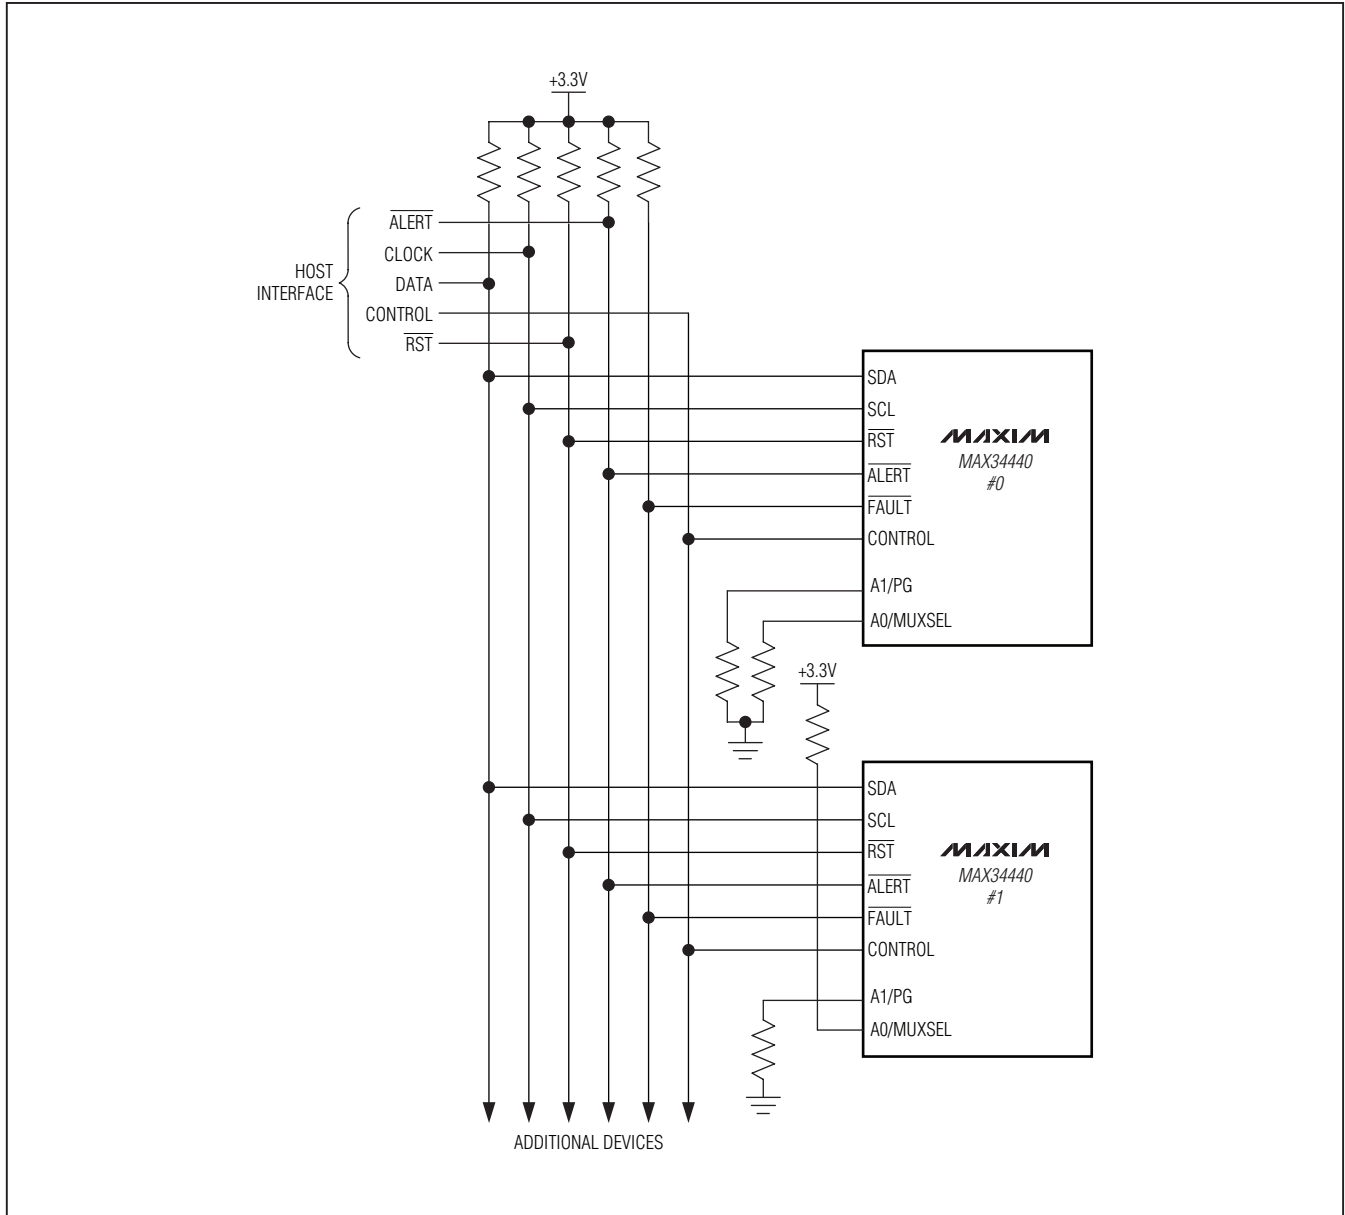 +3.3V
ALERT
CLOCK
DATA
CONTROL
RST
HOST
INTERFACE
SDA
SCL
RST
ALERT
FAULT
CONTROL
A1/PG
A0/MUXSEL
MAXIM
MAX34440
#0
+3.3V
SDA
SCL
RST
ALERT
FAULT
CONTROL
A1/PG
A0/MUXSEL
MAXIM
MAX34440
#1
ADDITIONAL DEVICES